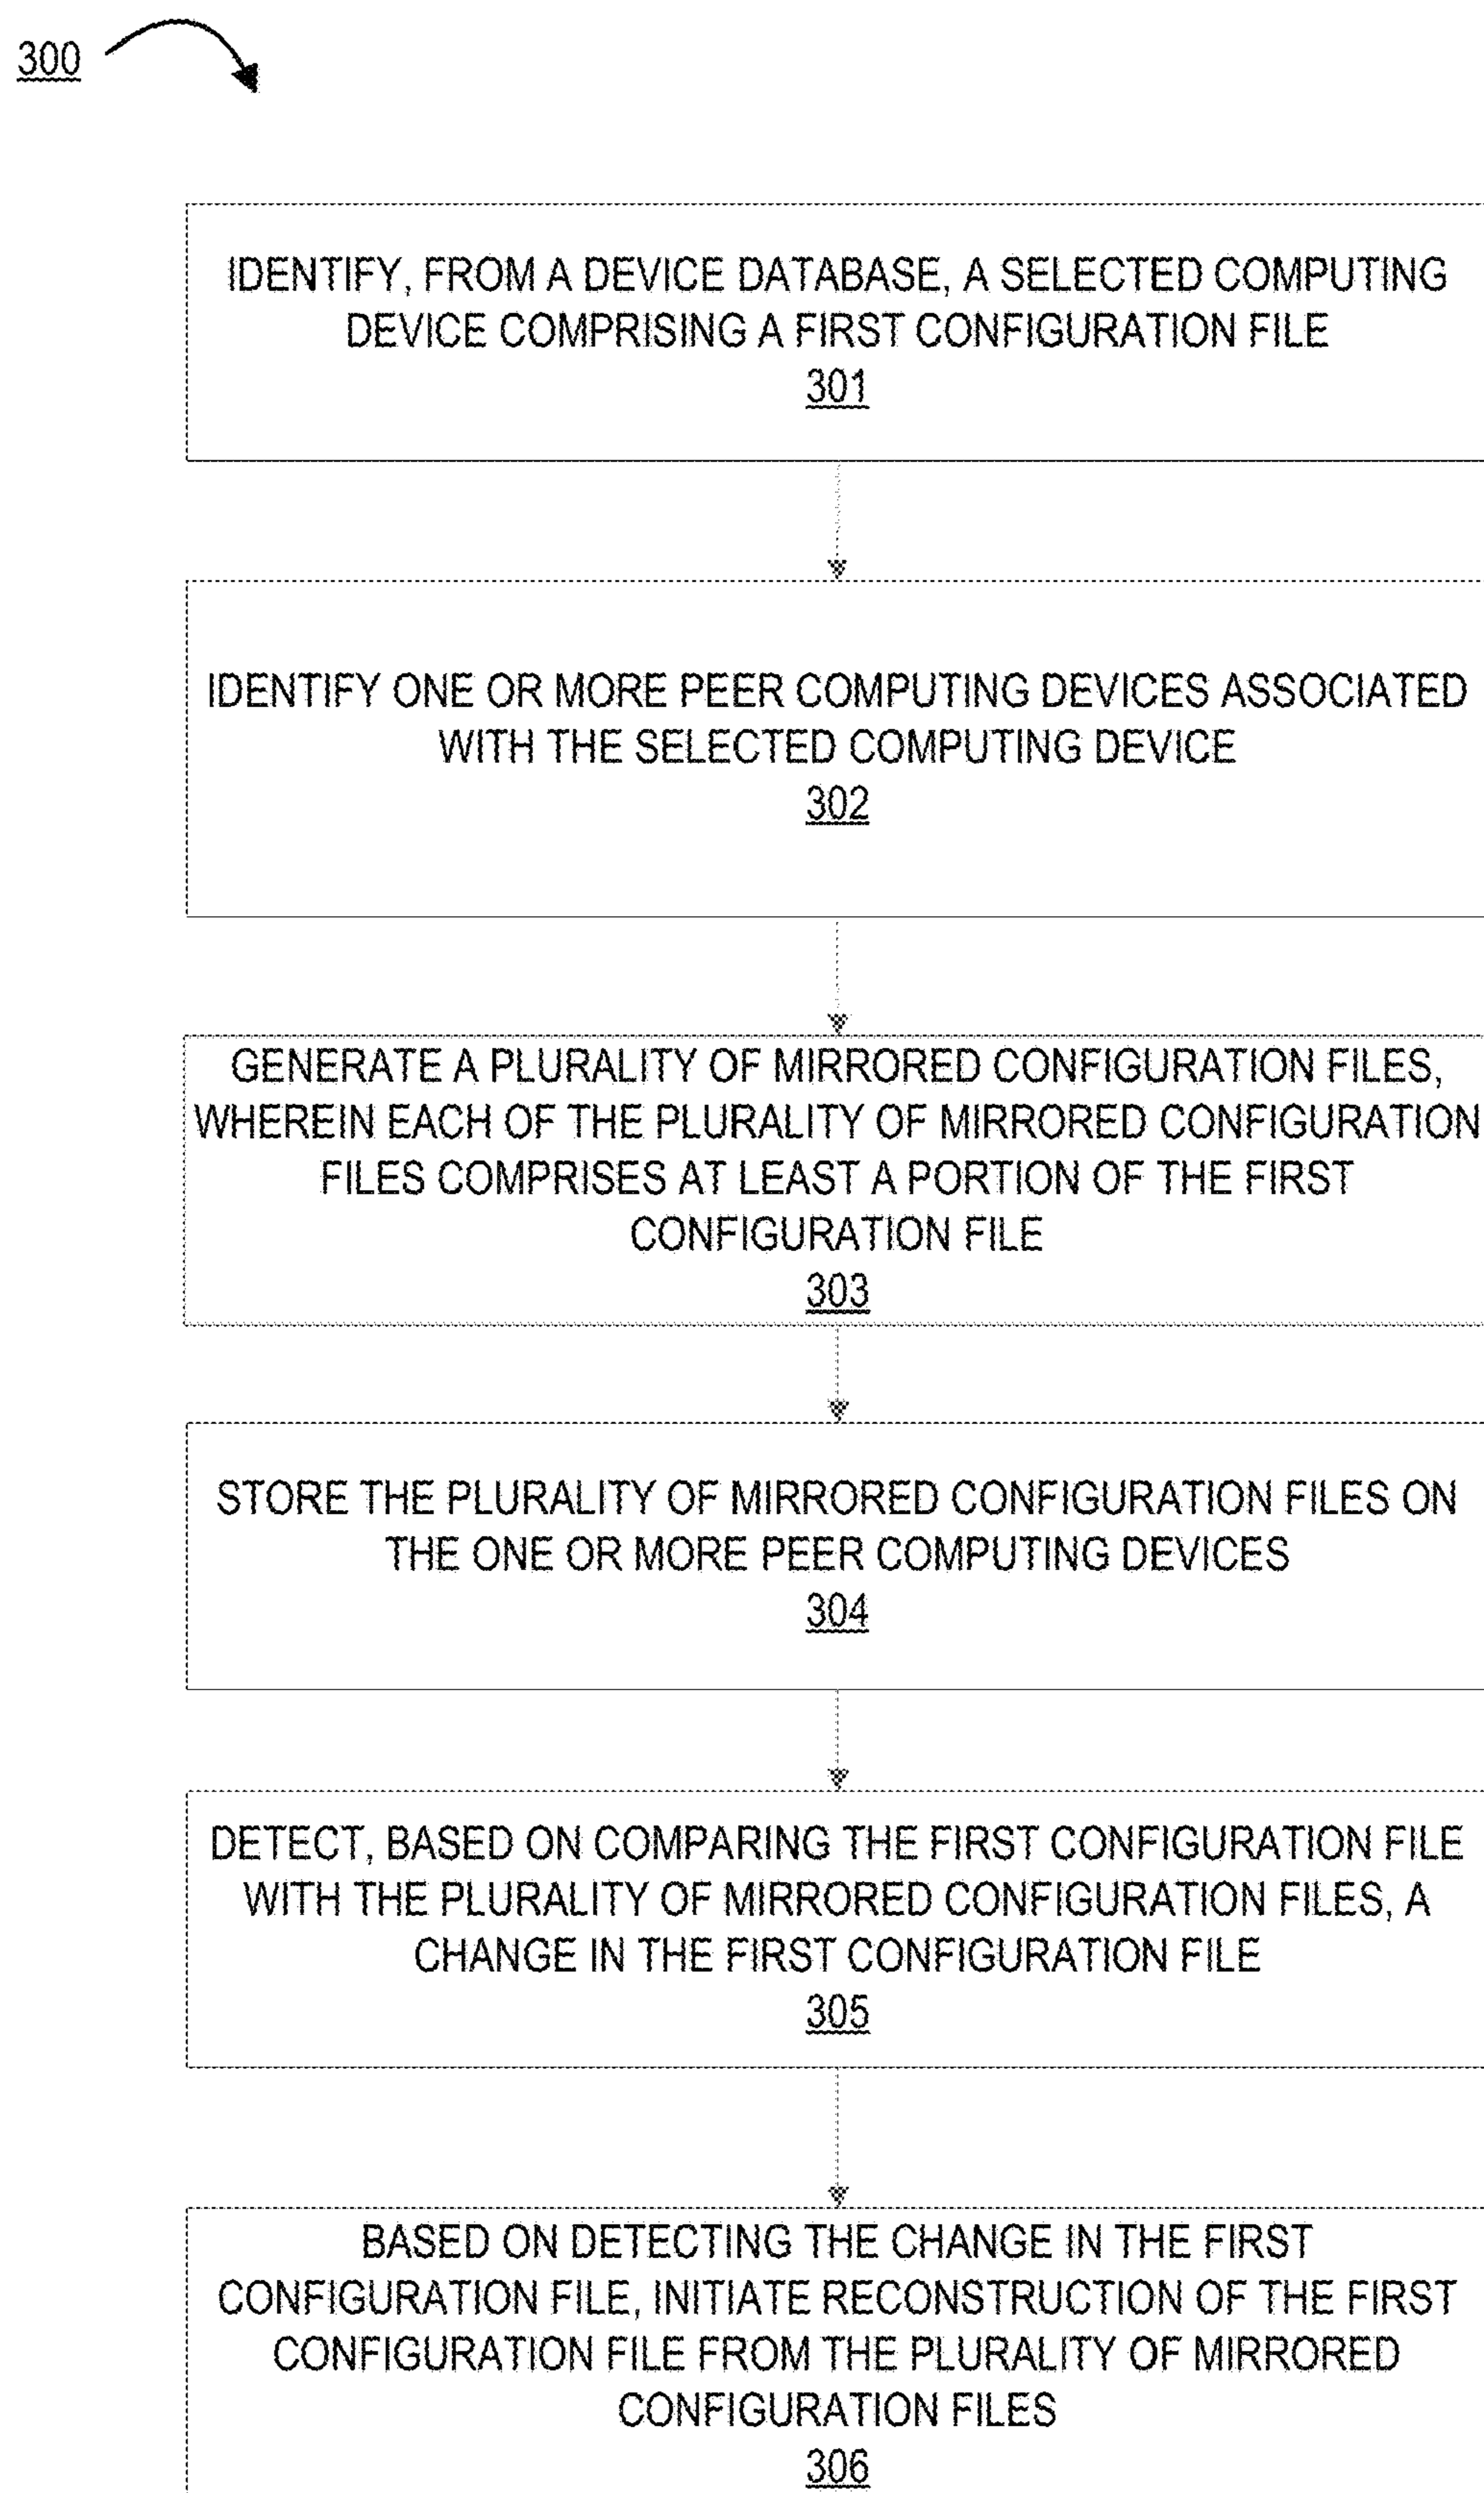 300
IDENTIFY, FROM A DEVICE DATABASE, A SELECTED COMPUTING
DEVICE COMPRISING A FIRST CONFIGURATION FILE
301
IDENTIFY ONE OR MORE PEER COMPUTING DEVICES ASSOCIATED
WITH THE SELECTED COMPUTING DEVICE
302
GENERATE A PLURALITY OF MIRRORED CONFIGURATION FILES,
WHEREIN EACH OF THE PLURALITY OF MIRRORED CONFIGURATION
FILES COMPRISES AT LEAST A PORTION OF THE FIRST
CONFIGURATION FILE
303
STORE THE PLURALITY OF MIRRORED CONFIGURATION FILES ON
THE ONE OR MORE PEER COMPUTING DEVICES
304
DETECT, BASED ON COMPARING THE FIRST CONFIGURATION FILE
WITH THE PLURALITY OF MIRRORED CONFIGURATION FILES, A
CHANGE IN THE FIRST CONFIGURATION FILE
305
BASED ON DETECTING THE CHANGE IN THE FIRST
CONFIGURATION FILE, INITIATE RECONSTRUCTION OF THE FIRST
CONFIGURATION FILE FROM THE PLURALITY OF MIRRORED
CONFIGURATION FILES
306